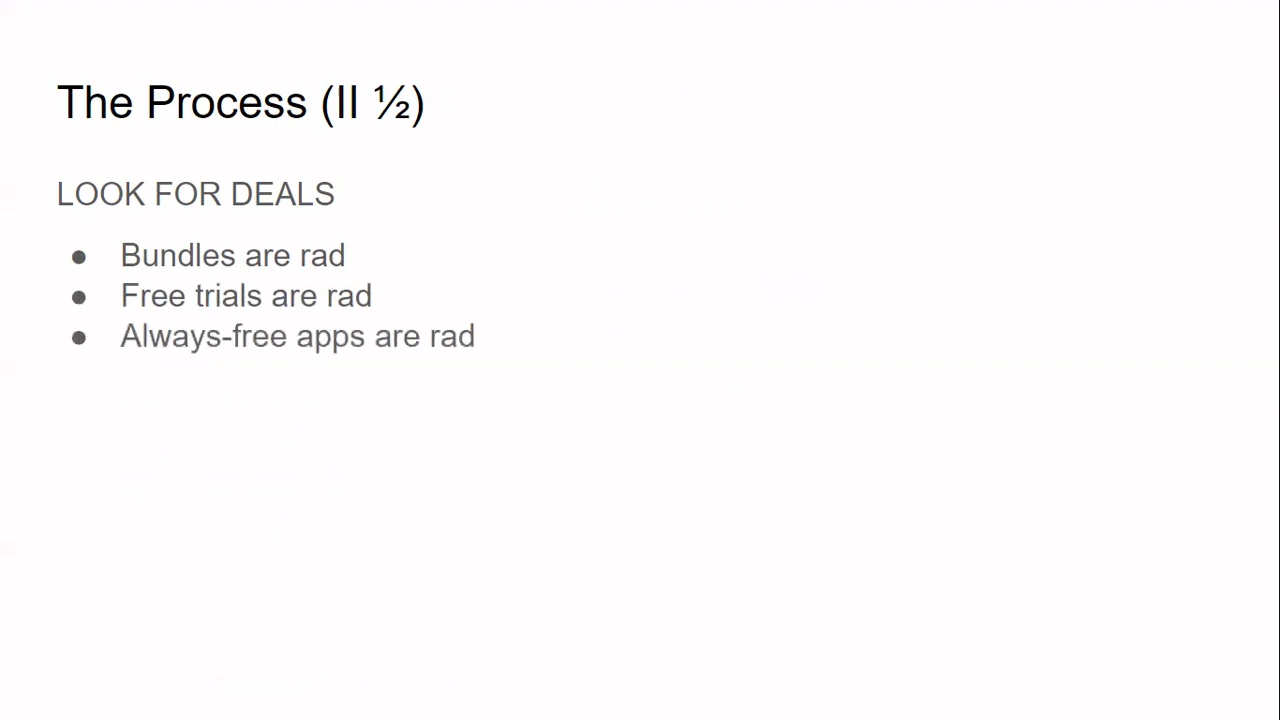 The Process (II ½)
LOOK FOR DEALS
● Bundles are rad
● Free trials are rad
● Always-free apps are rad